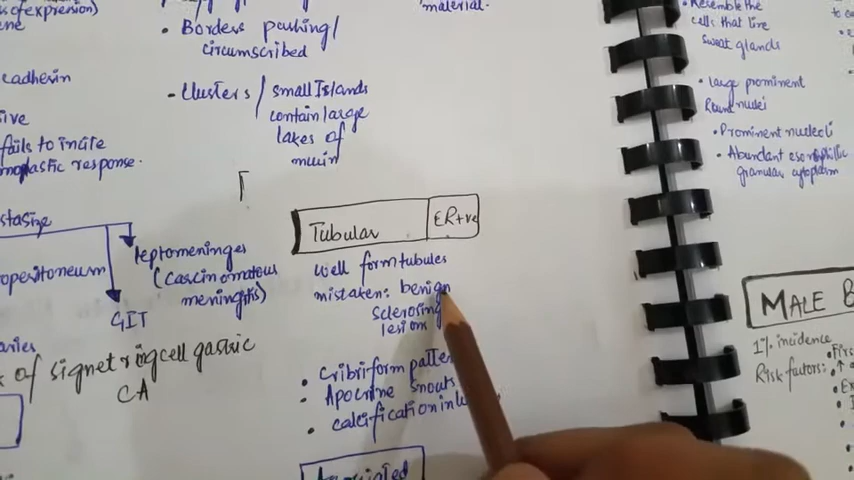 of expression)
cadherin
fails to incite
response.
GIT
leptomeninges
(Carcinomatous
meningitis)
of signet ring cell gastric
CA
material.
• Borders pushing/
circumscribed
• Clusters / small Islands
contain large
lakes of
mucin
Tubular
ER+ve
well form tubules
mistaken: benign
sclerosing
lesion
• Cribriform
• Apocrine snouts
• calcification in
Associated
• Resemble the
cells that line
sweat glands
• large prominent
Round nuclei
• Prominent nucleoli
• Abundant eosinophilic
granular cytoplasm
MALE
1% incidence
Risk factors: